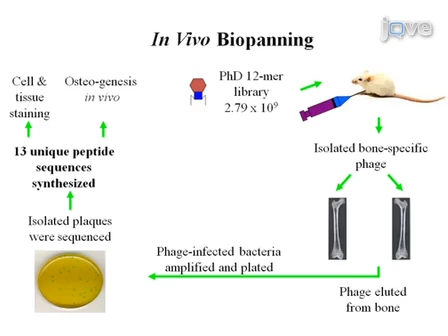 jove
In Vivo Biopanning
Cell &
tissue
staining
Osteo-genesis
in vivo
PhD 12-mer
library
2.79 x 10⁹
13 unique peptide
sequences
synthesized
Isolated bone-specific
phage
Isolated plaques
were sequenced
Phage-infected bacteria
amplified and plated
Phage eluted
from bone